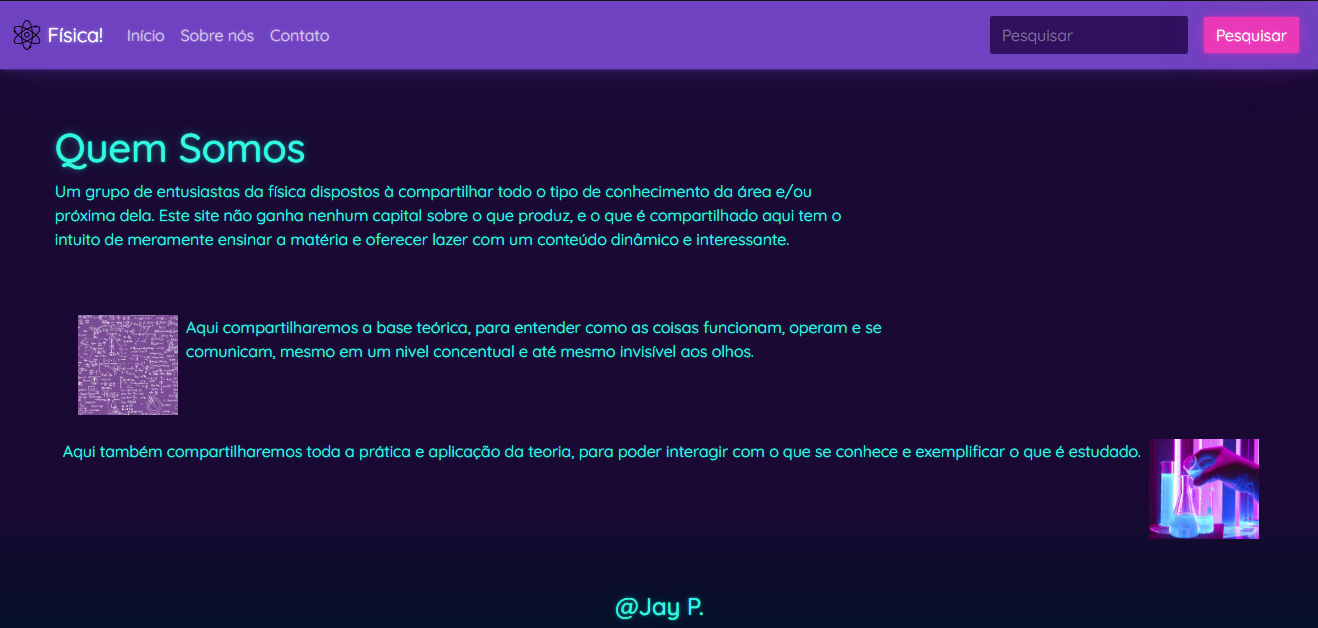 Física! Início Sobre nós Contato Pesquisar Pesquisar
Quem Somos
Um grupo de entusiastas da física dispostos à compartilhar todo o tipo de conhecimento da área e/ou
próxima dela. Este site não ganha nenhum capital sobre o que produz, e o que é compartilhado aqui tem o
intuito de meramente ensinar a matéria e oferecer lazer com um conteúdo dinâmico e interessante.
Aqui compartilharemos a base teórica, para entender como as coisas funcionam, operam e se
comunicam, mesmo em um nivel concentual e até mesmo invisível aos olhos.
Aqui também compartilharemos toda a prática e aplicação da teoria, para poder interagir com o que se conhece e exemplificar o que é estudado.
@Jay P.